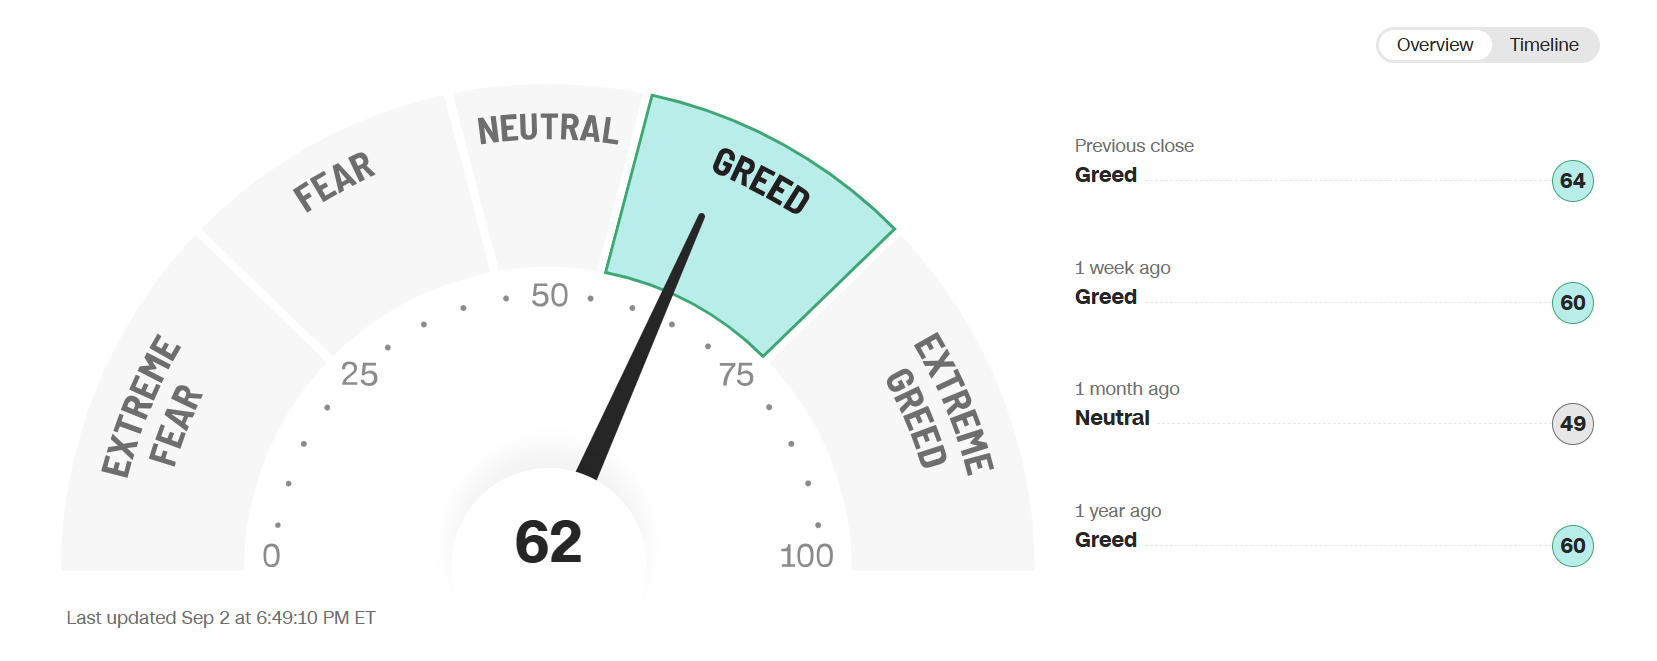 Overview
Timeline
EXTREME
FEAR
FEAR
NEUTRAL
GREED
EXTREME
GREED
0
25
50
75
100
62
Last updated Sep 2 at 6:49:10 PM ET
Previous close
Greed
64
1 week ago
Greed
60
1 month ago
Neutral
49
1 year ago
Greed
60